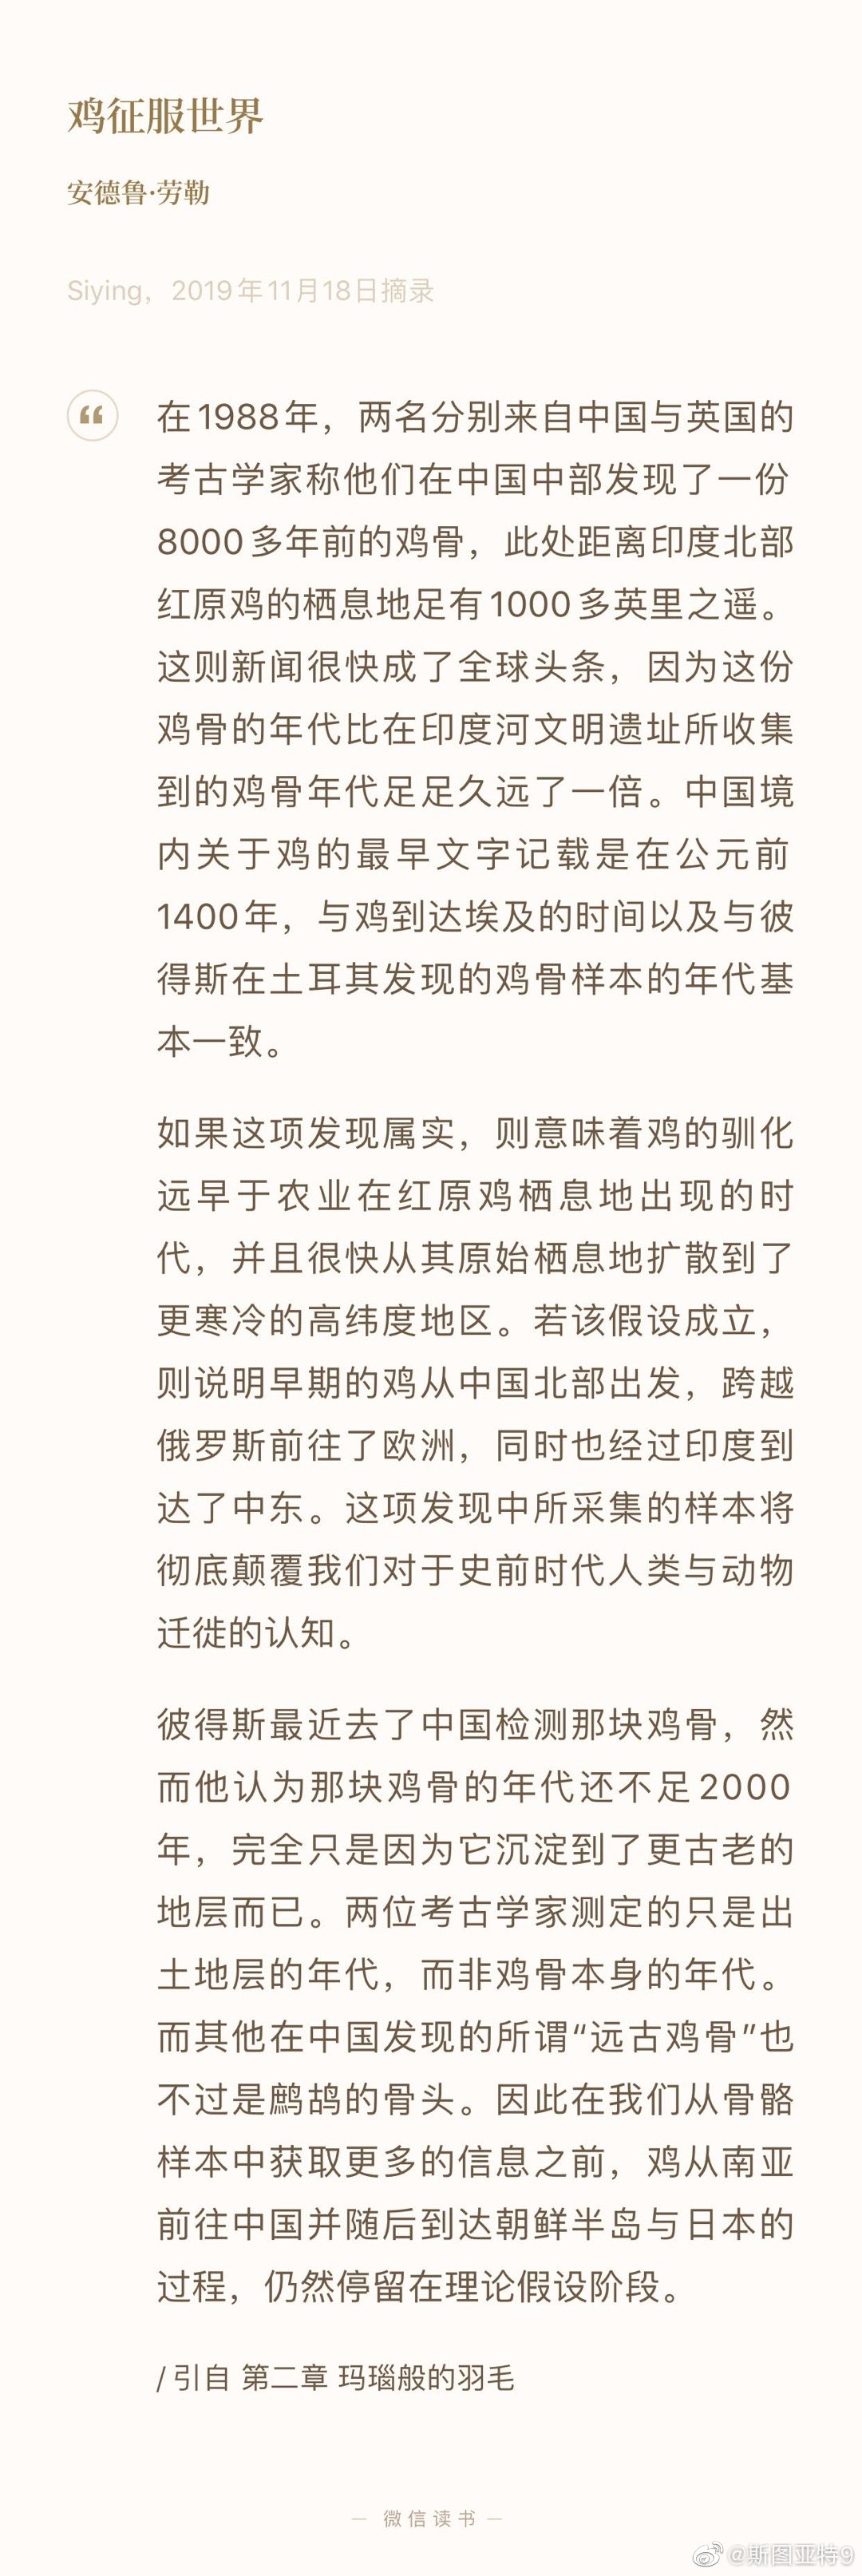 鸡征服世界
安德鲁·劳勒
Siying，2019年11月18日摘录
在1988年，两名分别来自中国与英国的
考古学家称他们在中国中部发现了一份
8000多年前的鸡骨，此处距离印度北部
红原鸡的栖息地足有1000多英里之遥。
这则新闻很快成了全球头条，因为这份
鸡骨的年代比在印度河文明遗址所收集
到的鸡骨年代足足久远了一倍。中国境
内关于鸡的最早文字记载是在公元前
1400年，与鸡到达埃及的时间以及与彼
得斯在土耳其发现的鸡骨样本的年代基
本一致。
如果这项发现属实，则意味着鸡的驯化
远早于农业在红原鸡栖息地出现的时
代，并且很快从其原始栖息地扩散到了
更寒冷的高纬度地区。若该假设成立，
则说明早期的鸡从中国北部出发，跨越
俄罗斯前往了欧洲，同时也经过印度到
达了中东。这项发现中所采集的样本将
彻底颠覆我们对于史前时代人类与动物
迁徙的认知。
彼得斯最近去了中国检测那块鸡骨，然
而他认为那块鸡骨的年代还不足2000
年，完全只是因为它沉淀到了更古老的
地层而已。两位考古学家测定的只是出
土地层的年代，而非鸡骨本身的年代。
而其他在中国发现的所谓“远古鸡骨”也
不过是鹧鸪的骨头。因此在我们从骨骼
样本中获取更多的信息之前，鸡从南亚
前往中国并随后到达朝鲜半岛与日本的
过程，仍然停留在理论假设阶段。
/ 引自 第二章 玛瑙般的羽毛
— 微信读书 —
@斯图亚特9